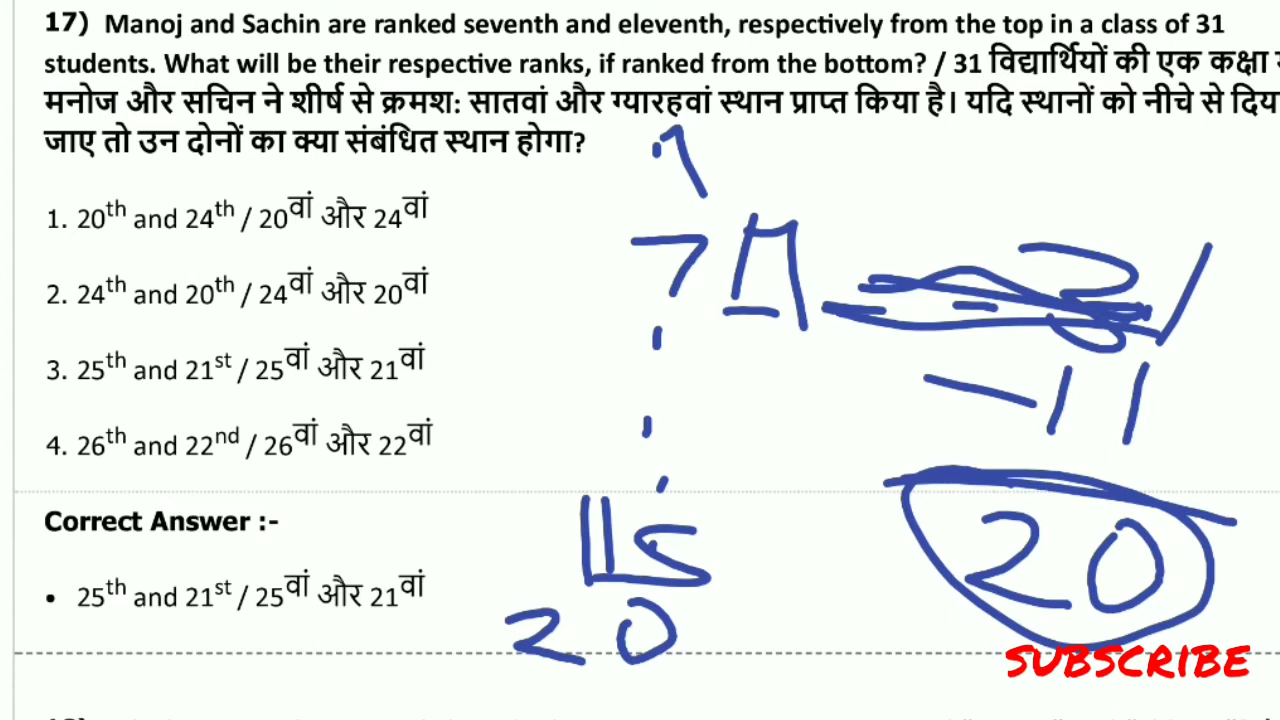 17) Manoj and Sachin are ranked seventh and eleventh, respectively from the top in a class of 31
students. What will be their respective ranks, if ranked from the bottom? / 31 विद्यार्थियों की एक कक्षा
मनोज और सचिन ने शीर्ष से क्रमश: सातवां और ग्यारहवां स्थान प्राप्त किया है। यदि स्थानों को नीचे से
जाए तो उन दोनों का क्या संबंधित स्थान होगा?
1
1. 20th and 24th / 20वां और 24वां
7 M
31
2. 24th and 20th / 24वां और 20वां
3. 25th and 21st / 25वां और 21वां
-11
4. 26th and 22nd / 26वां और 22वां
Correct Answer :-
11 S
20
• 25th and 21st / 25वां और 21वां
20
SUBSCRIBE